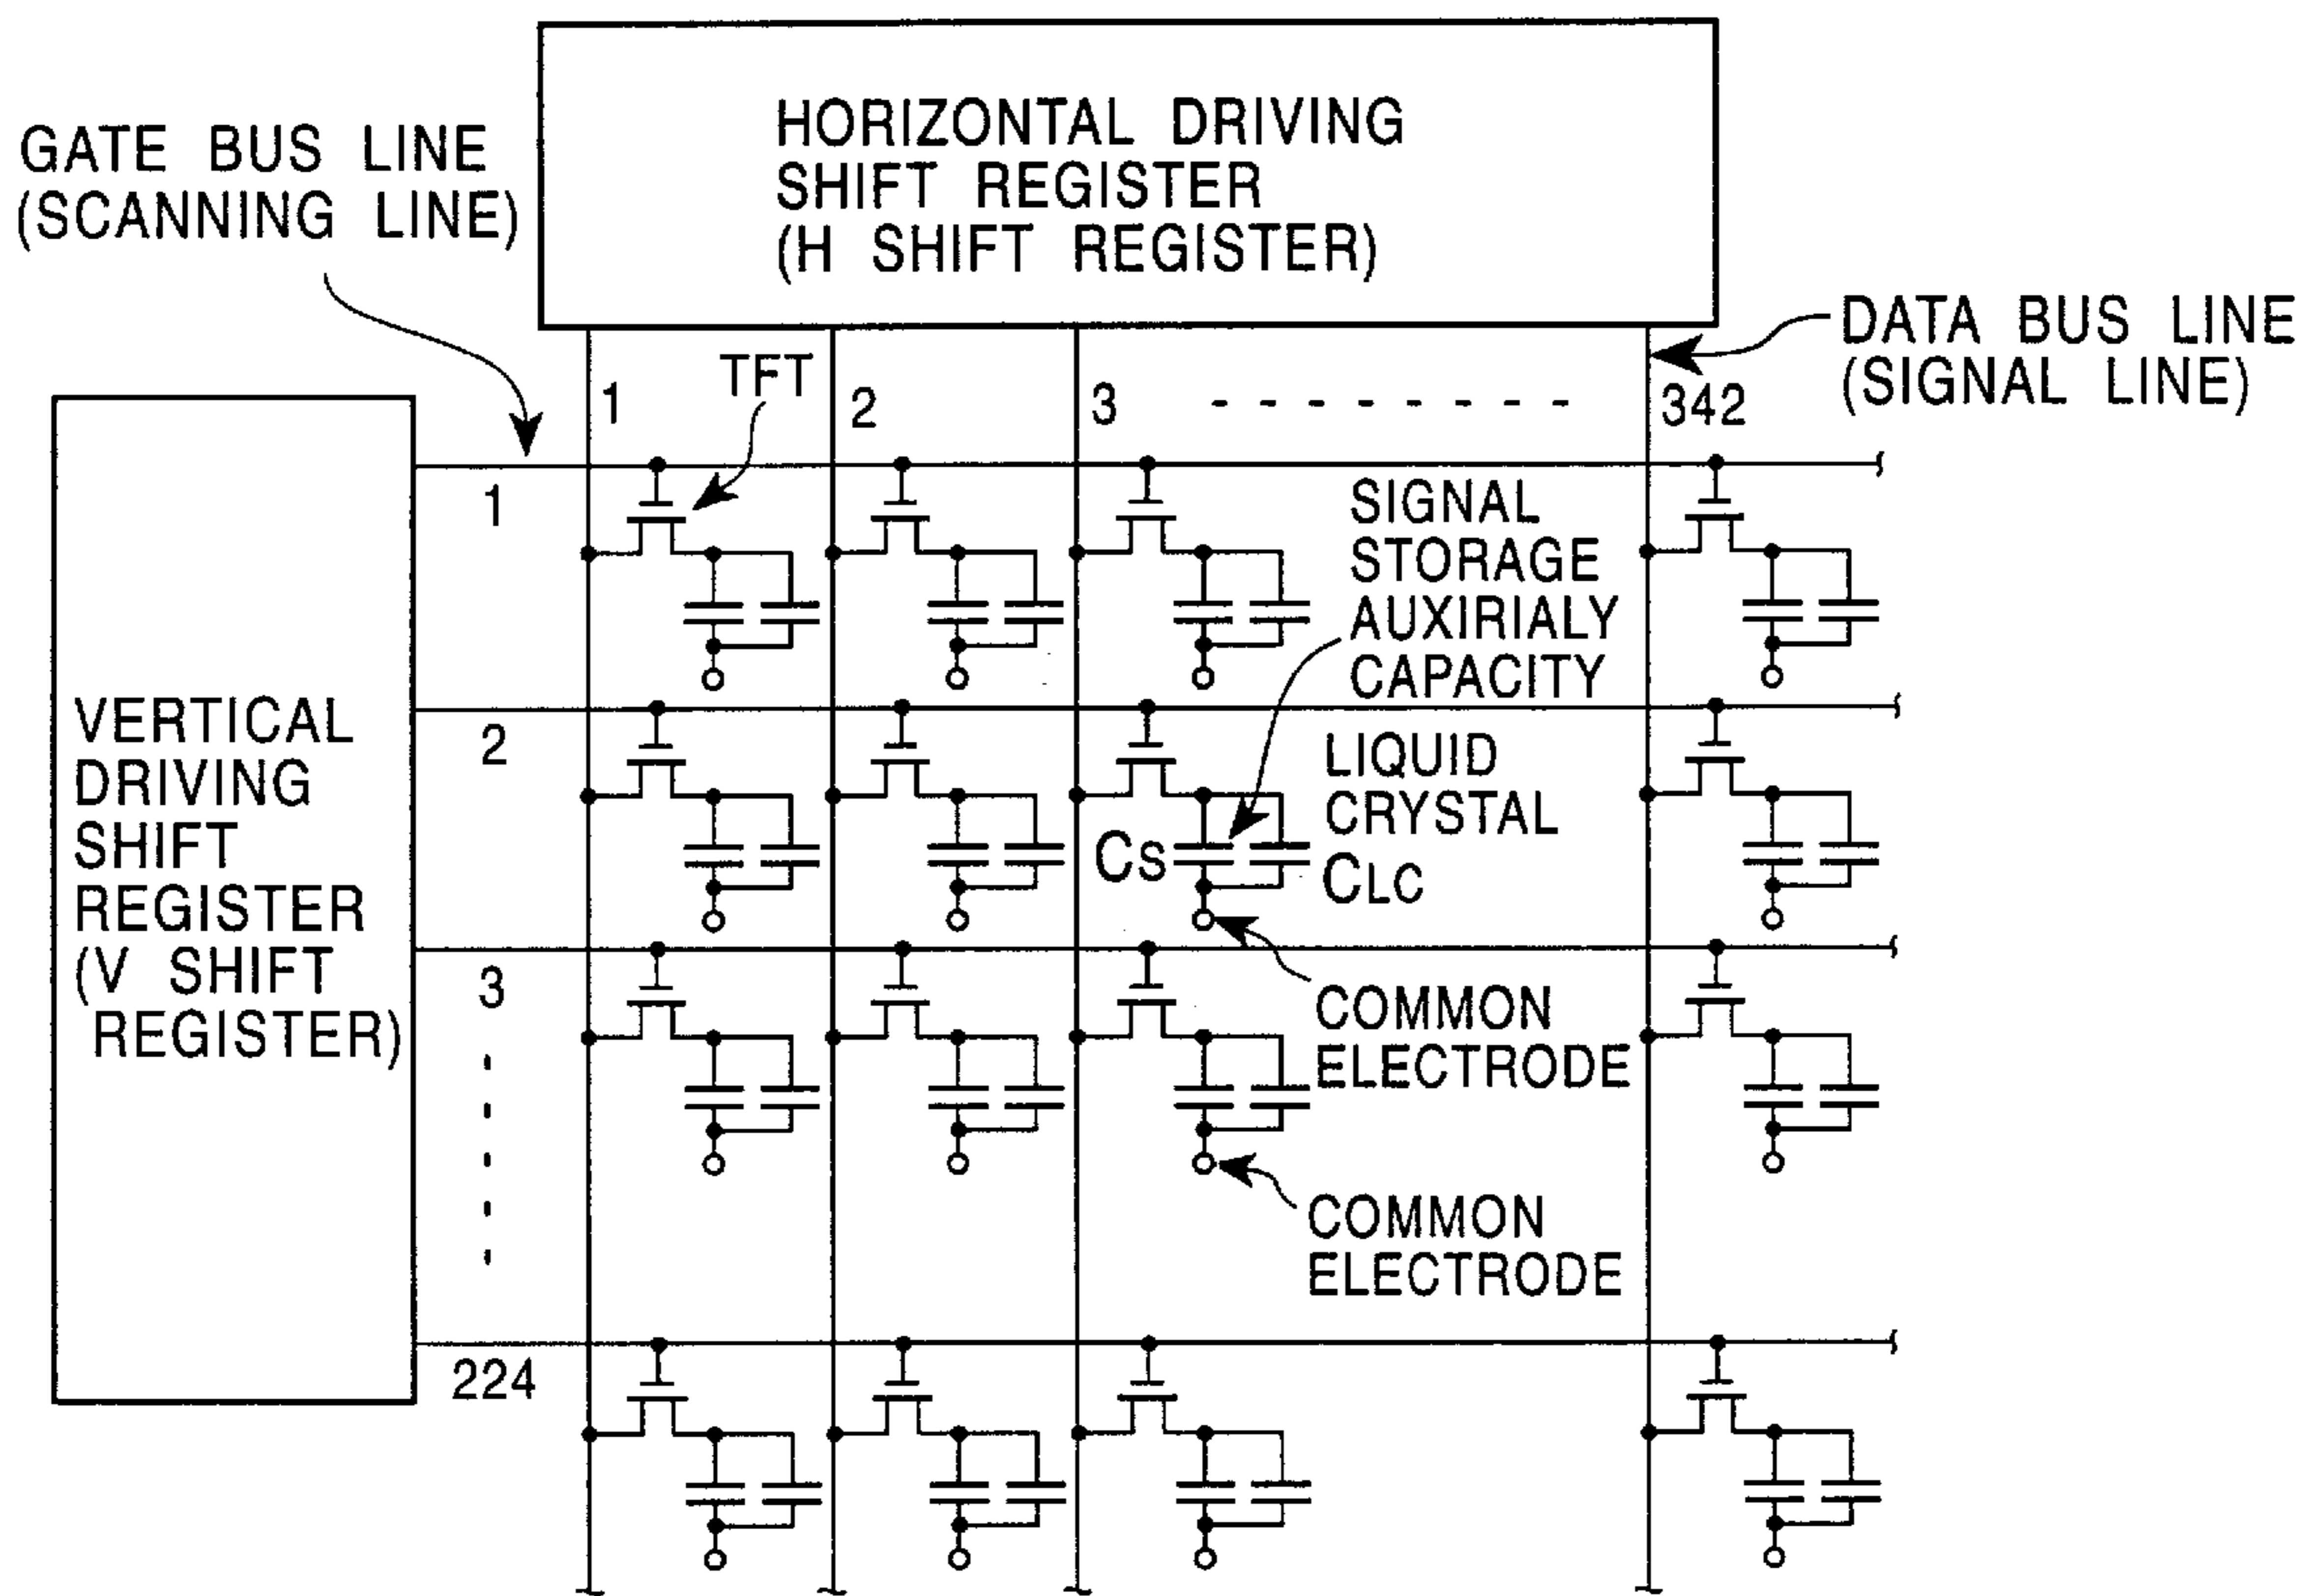 HORIZONTAL DRIVING
SHIFT REGISTER
(H SHIFT REGISTER)
GATE BUS LINE
(SCANNING LINE)
DATA BUS LINE
(SIGNAL LINE)
TFT
1
2
3
342
1
SIGNAL
STORAGE
AUXIRIALY
CAPACITY
VERTICAL
DRIVING
SHIFT
REGISTER
(V SHIFT
REGISTER)
2
LIQUID
CRYSTAL
CLC
CS
3
COMMON
ELECTRODE
COMMON
ELECTRODE
224